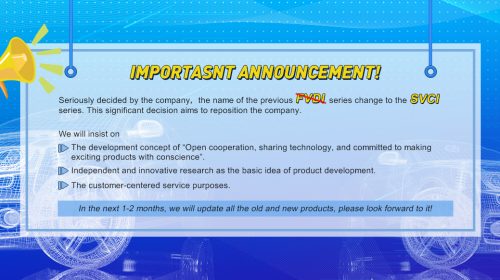 IMPORTASNT ANNOUNCEMENT!
Seriously decided by the company, the name of the previous FVDI series change to the SVCI
series. This significant decision aims to reposition the company.
We will insist on
The development concept of "Open cooperation, sharing technology, and committed to making
exciting products with conscience".
Independent and innovative research as the basic idea of product development.
The customer-centered service purposes.
In the next 1-2 months, we will update all the old and new products, please look forward to it!